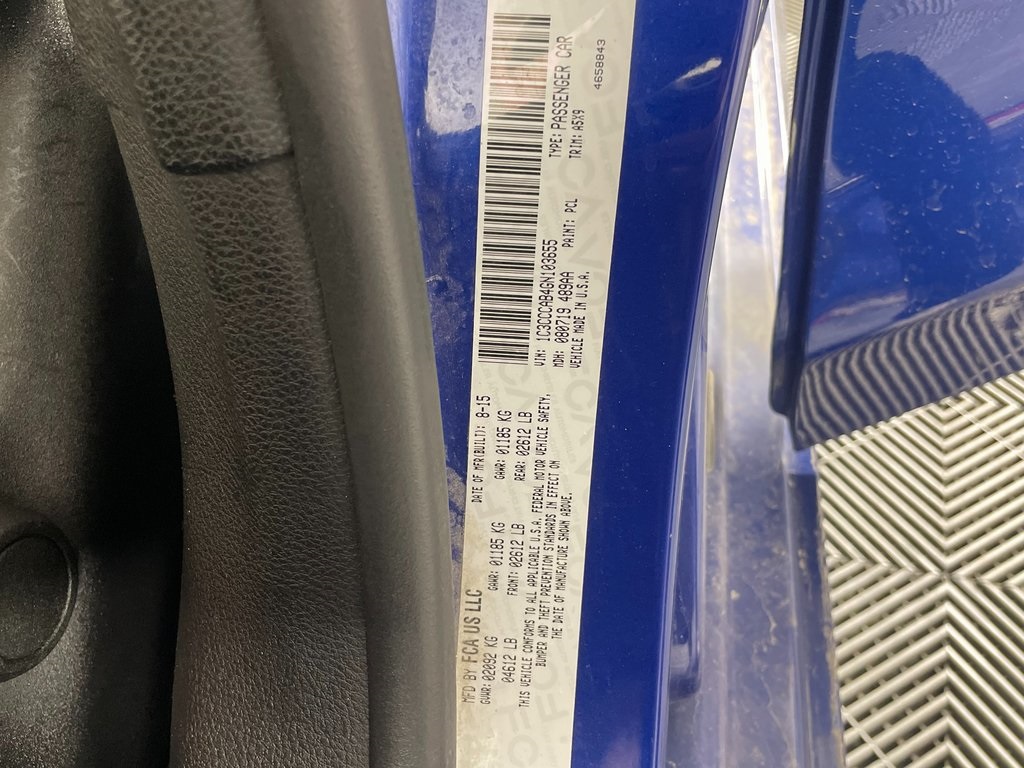 MFD BY FCA US LLC
DATE OF MFR(BUILT): 8-15
GVWR: 02092 KG
GAWR: 01185 KG
GAWR: 01185 KG
04612 LB
FRONT: 02612 LB
REAR: 02612 LB
THIS VEHICLE CONFORMS TO ALL APPLICABLE U.S.A. FEDERAL MOTOR VEHICLE SAFETY,
BUMPER AND THEFT PREVENTION STANDARDS IN EFFECT ON
THE DATE OF MANUFACTURE SHOWN ABOVE.
VIN: 1C3CCCAB4GN103655
TYPE: PASSENGER CAR
MDH: 080719 489AA
PAINT: PCL
TRIM: A5X9
VEHICLE MADE IN U.S.A.
4658843